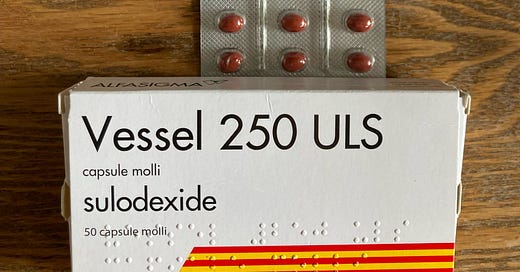 ALFASIGMA
Vessel 250 ULS
capsule molli
sulodexide
50 capsule molli